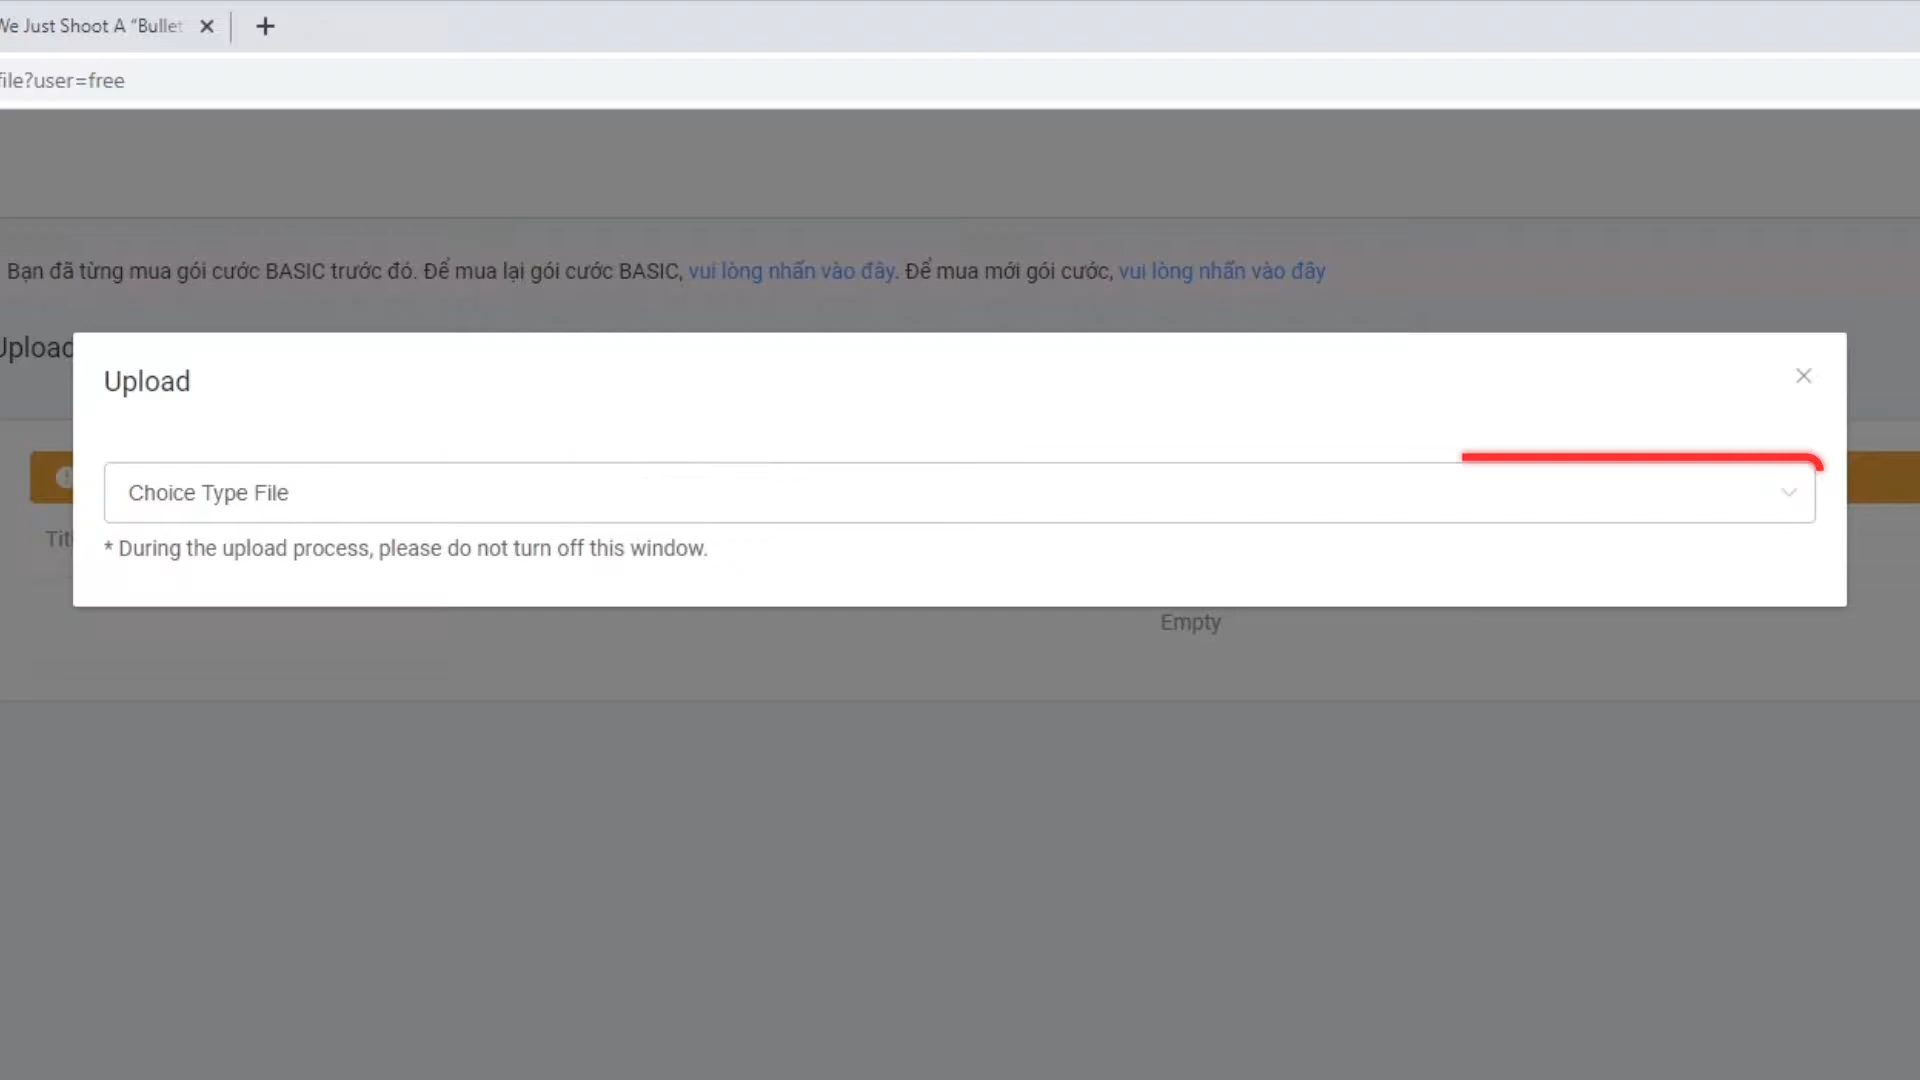 We Just Shoot A “Bullet
file?user=free
Bạn đã từng mua gói cước BASIC trước đó. Để mua lại gói cước BASIC, vui lòng nhấn vào đây. Để mua mới gói cước, vui lòng nhấn vào đây
Upload
Upload
Choice Type File
Tit
* During the upload process, please do not turn off this window.
Empty